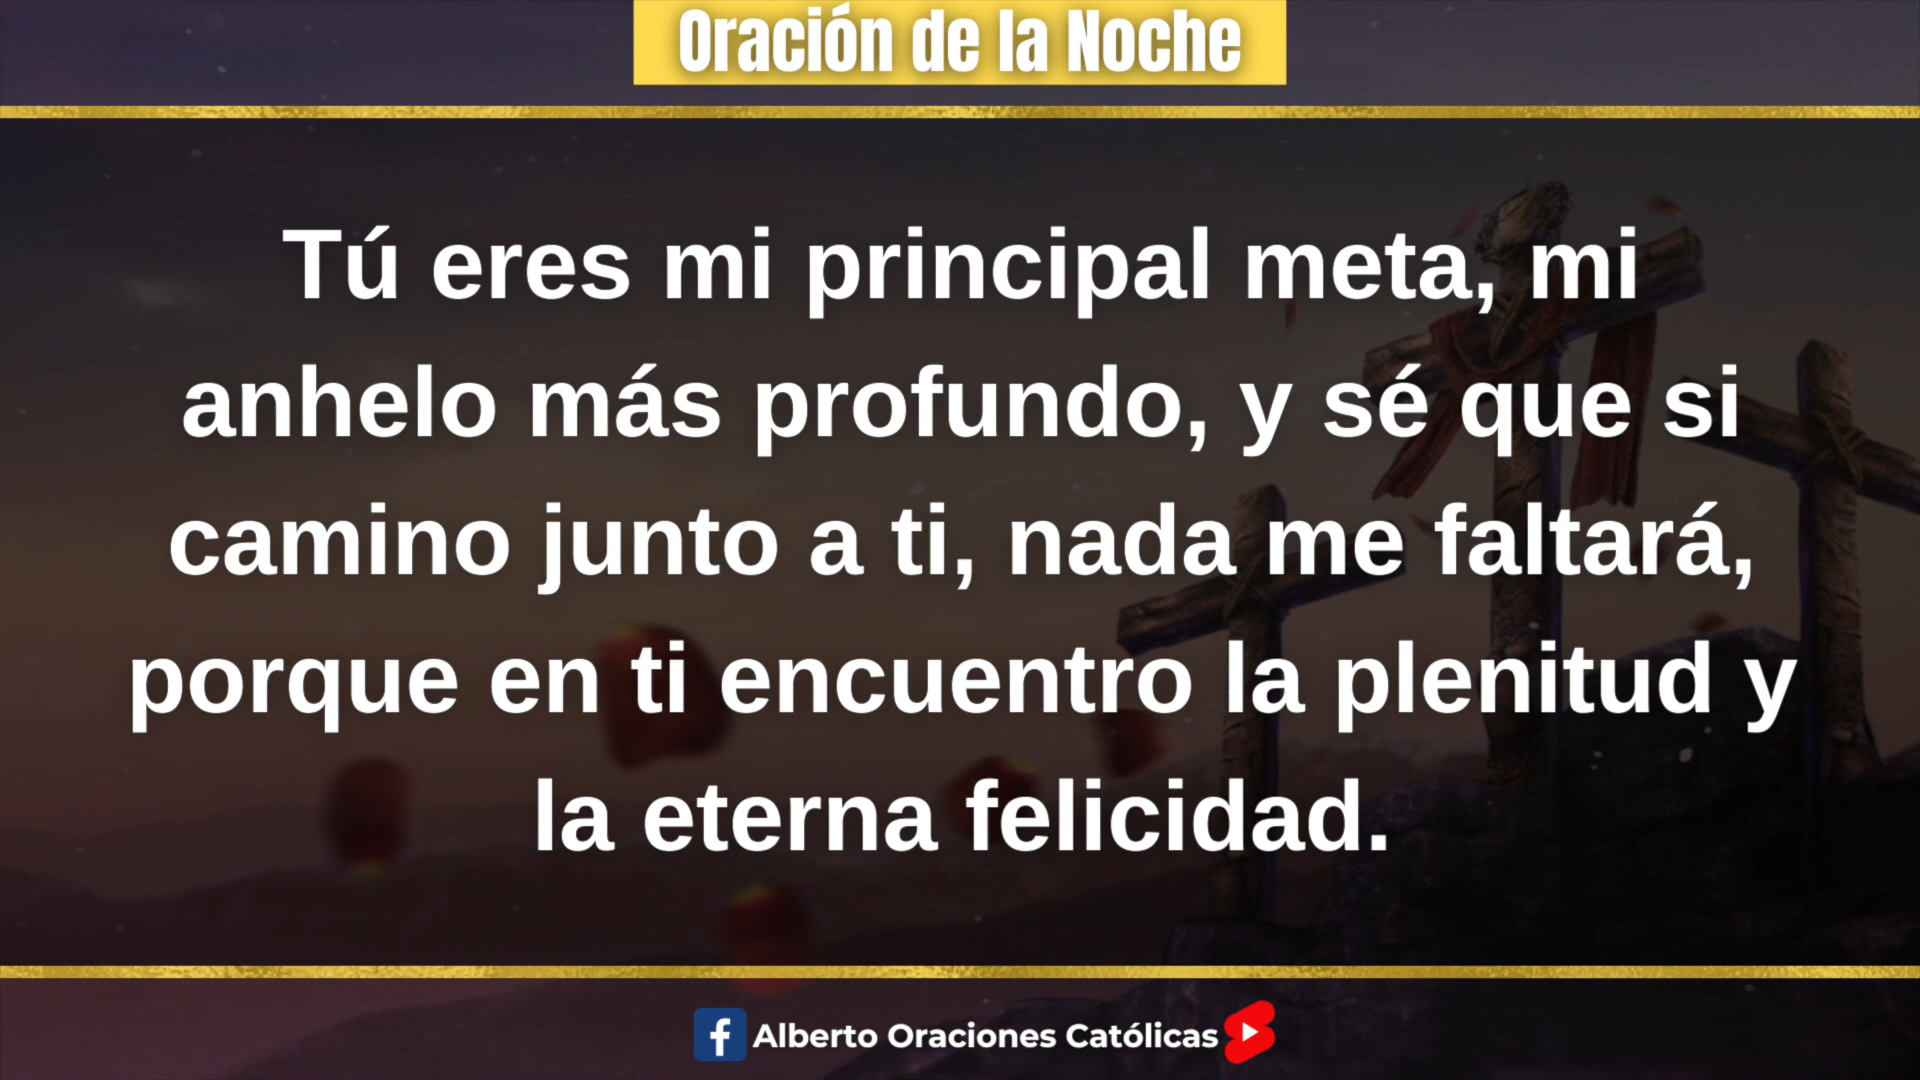 Oración de la Noche
Tú eres mi principal meta, mi
anhelo más profundo, y sé que si
camino junto a ti, nada me faltará,
porque en ti encuentro la plenitud y
la eterna felicidad.
Alberto Oraciones Católicas